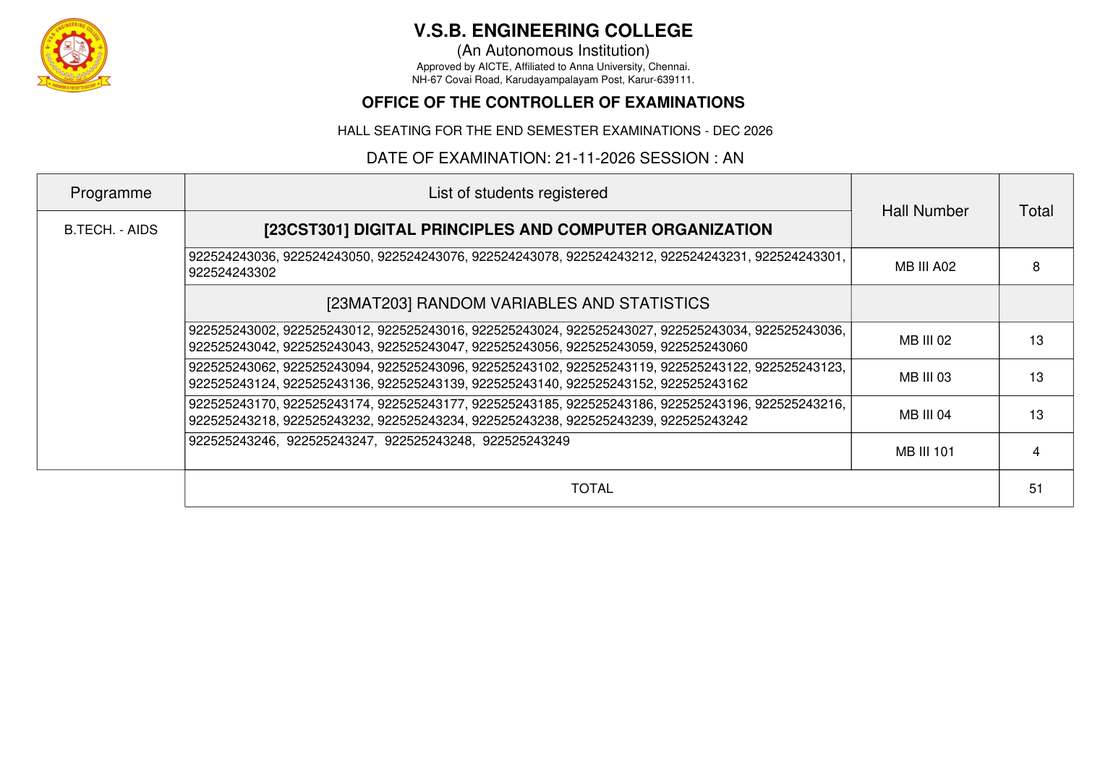 V.S.B. ENGINEERING COLLEGE
(An Autonomous Institution)
Approved by AICTE, Affiliated to Anna University, Chennai.
NH-67 Covai Road, Karudayampalayam Post, Karur-639111.
OFFICE OF THE CONTROLLER OF EXAMINATIONS
HALL SEATING FOR THE END SEMESTER EXAMINATIONS - DEC 2026
DATE OF EXAMINATION: 21-11-2026 SESSION : AN
Programme
List of students registered
Hall Number
Total
B.TECH. - AIDS
[23CST301] DIGITAL PRINCIPLES AND COMPUTER ORGANIZATION
922524243036, 922524243050, 922524243076, 922524243078, 922524243212, 922524243231, 922524243301,
922524243302
MB III A02
8
[23MAT203] RANDOM VARIABLES AND STATISTICS
922525243002, 922525243012, 922525243016, 922525243024, 922525243027, 922525243034, 922525243036,
922525243042, 922525243043, 922525243047, 922525243056, 922525243059, 922525243060
MB III 02
13
922525243062, 922525243094, 922525243096, 922525243102, 922525243119, 922525243122, 922525243123,
922525243124, 922525243136, 922525243139, 922525243140, 922525243152, 922525243162
MB III 03
13
922525243170, 922525243174, 922525243177, 922525243185, 922525243186, 922525243196, 922525243216,
922525243218, 922525243232, 922525243234, 922525243238, 922525243239, 922525243242
MB III 04
13
922525243246, 922525243247, 922525243248, 922525243249
MB III 101
4
TOTAL
51